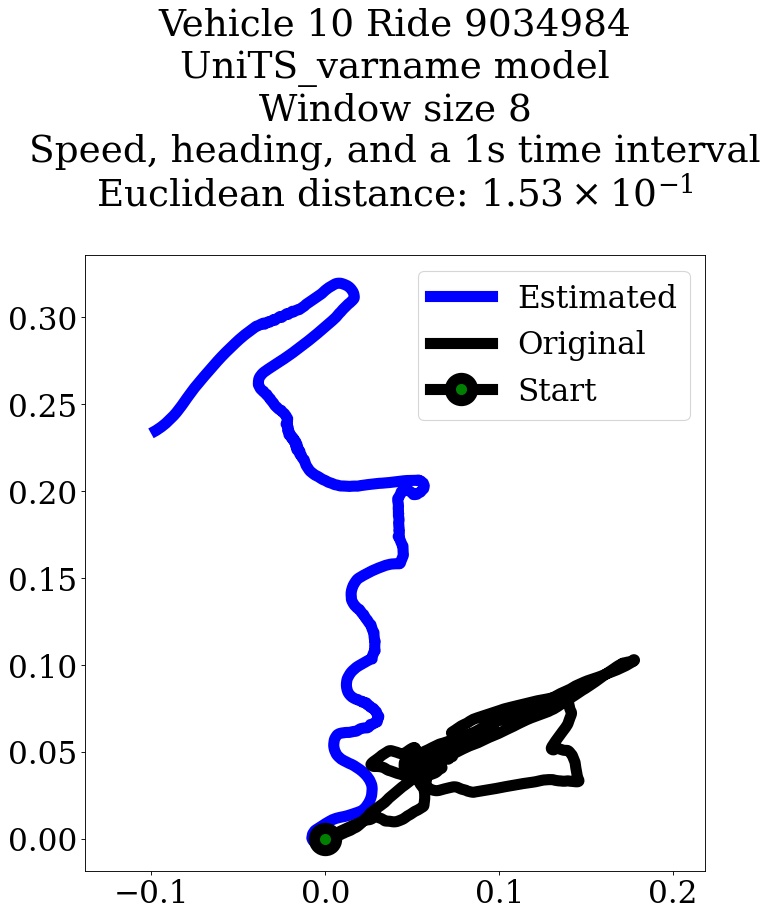 Vehicle 10 Ride 9034984
UniTS_varname model
Window size 8
Speed, heading, and a 1s time interval
Euclidean distance: 1.53 × 10⁻¹
Estimated
Original
Start
0.30
0.25
0.20
0.15
0.10
0.05
0.00
−0.1 0.0 0.1 0.2